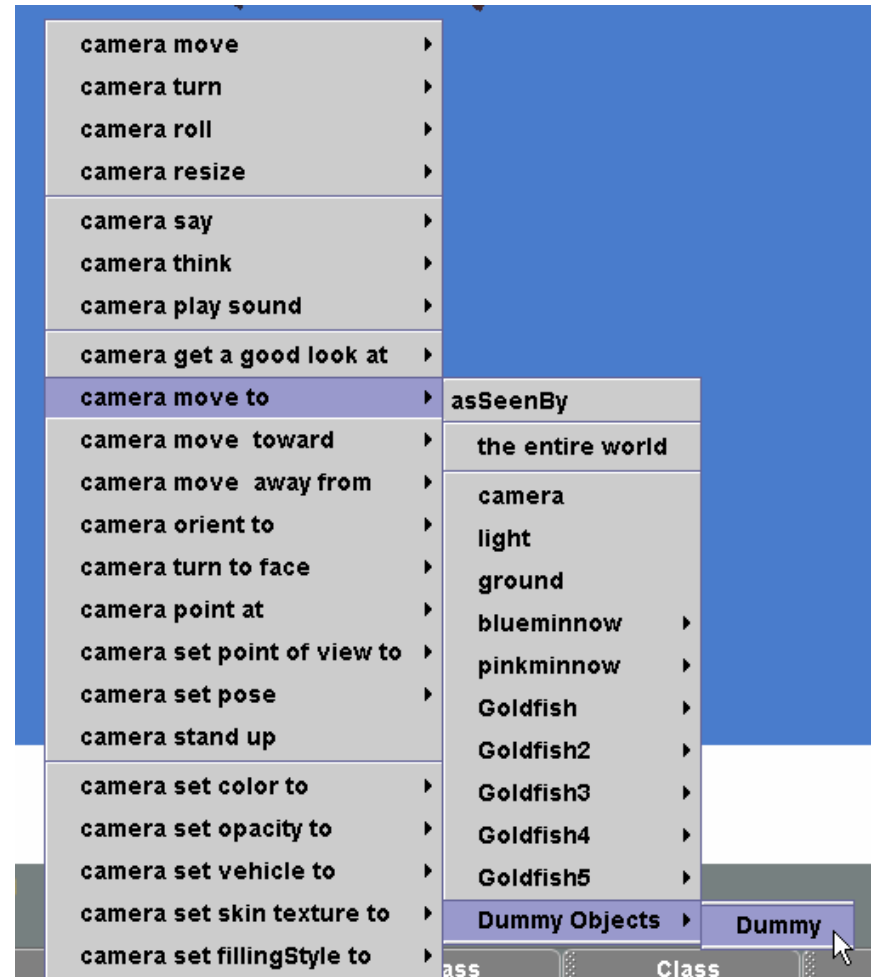 camera move
camera turn
camera roll
camera resize
camera say
camera think
camera play sound
camera get a good look at
camera move to
camera move toward
camera move away from
camera orient to
camera turn to face
camera point at
camera set point of view to
camera set pose
camera stand up
camera set color to
camera set opacity to
camera set vehicle to
camera set skin texture to
camera set fillingStyle to
asSeenBy
the entire world
camera
light
ground
blueminnow
pinkminnow
Goldfish
Goldfish2
Goldfish3
Goldfish4
Goldfish5
Dummy Objects
Dummy
ass
Class